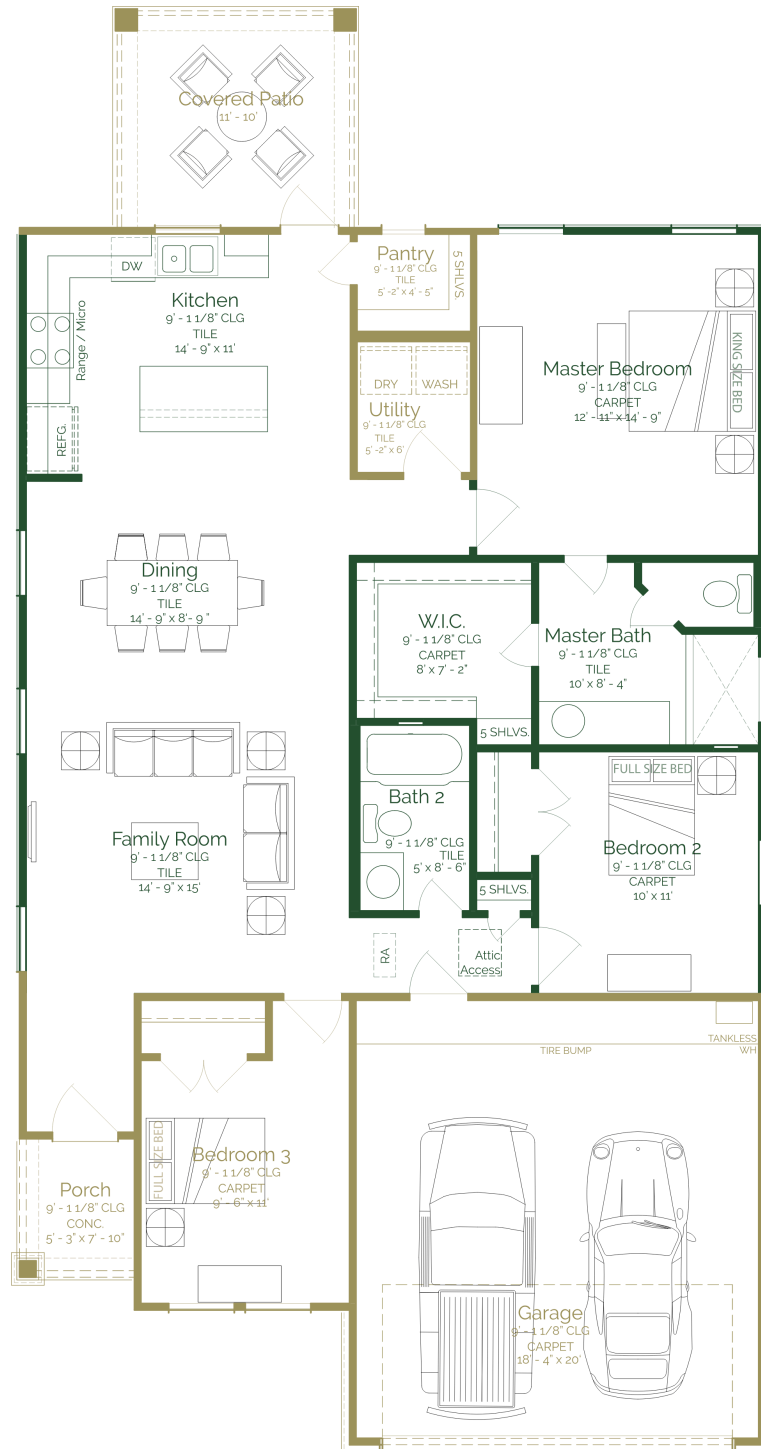 Covered Patio
11' - 10'
Pantry
9' - 1 1/8" CLG
TILE
5' -2" x 4' - 5"
5 SHLVS.
DW
Kitchen
9' - 1 1/8" CLG
TILE
14' - 9" x 11'
Range / Micro
REFG.
DRY
WASH
Utility
9' - 1 1/8" CLG
TILE
5' -2" x 6'
Master Bedroom
9' - 1 1/8" CLG
CARPET
12' - 11" x 14' - 9"
KING SIZE BED
Dining
9' - 1 1/8" CLG
TILE
14' - 9" x 8'- 9 "
W.I.C.
9' - 1 1/8" CLG
CARPET
8' x 7' - 2"
5 SHLVS.
Master Bath
9' - 1 1/8" CLG
TILE
10' x 8' - 4"
Family Room
9' - 1 1/8" CLG
TILE
14' - 9" x 15'
Bath 2
9' - 1 1/8" CLG
TILE
5' x 8' - 6"
FULL SIZE BED
Bedroom 2
9' - 1 1/8" CLG
CARPET
10' x 11'
5 SHLVS.
RA
Attic
Access
TANKLESS
WH
TIRE BUMP
FULL SIZE BED
Bedroom 3
9' - 1 1/8" CLG
CARPET
9' - 6" x 11'
Porch
9' - 1 1/8" CLG
CONC.
5' - 3" x 7' - 10"
Garage
9' - 1 1/8" CLG
CARPET
18' - 4" x 20'